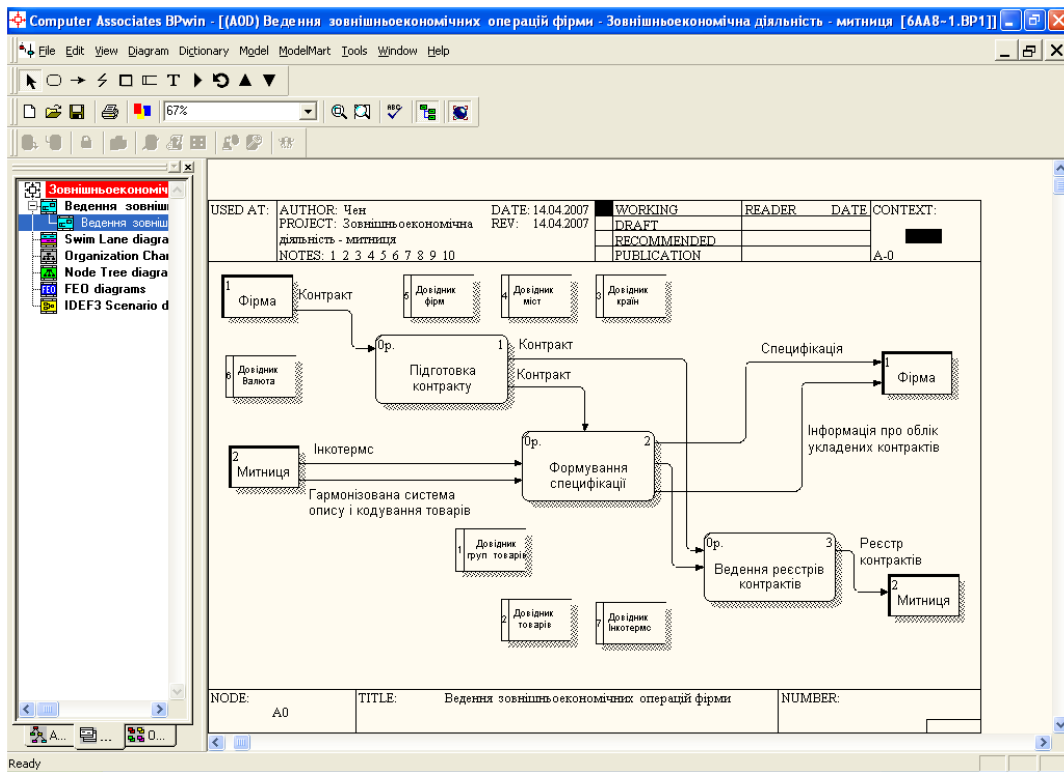 Computer Associates BPwin - [(AOD) Ведення зовнішньоекономічних операцій фірми - Зовнішньоекономічна діяльність - митниця [6AA8~1.BP1]]
File Edit View Diagram Dictionary Model ModelMart Tools Window Help
67%
Зовнішньоекономіч
Ведення зовніш
Ведення зовніш
Swim Lane diagra
Organization Char
Node Tree diagra
FEO diagrams
IDEF3 Scenario d
A... ... O...
USED AT:
AUTHOR: Чен
DATE: 14.04.2007
PROJECT: Зовнішньоекономічна
діяльність - митниця
REV: 14.04.2007
NOTES: 1 2 3 4 5 6 7 8 9 10
WORKING
DRAFT
RECOMMENDED
PUBLICATION
READER DATE
CONTEXT:
A-0
1
Фірма
Контракт
5 Довідник
фірм
4 Довідник
міст
3 Довідник
країн
0р. 1
Підготовка
контракту
Контракт
Контракт
6 Довідник
Валюта
Специфікація
1
Фірма
Інформація про облік
укладених контрактів
2
Митниця
Інкотермс
Гармонізована система
опису і кодування товарів
0р. 2
Формування
специфікації
1 Довідник
груп товарів
0р. 3
Ведення реєстрів
контрактів
Реєстр
контрактів
2
Митниця
2 Довідник
товарів
7 Довідник
Інкотермс
NODE:
A0
TITLE: Ведення зовнішньоекономічних операцій фірми
NUMBER:
Ready